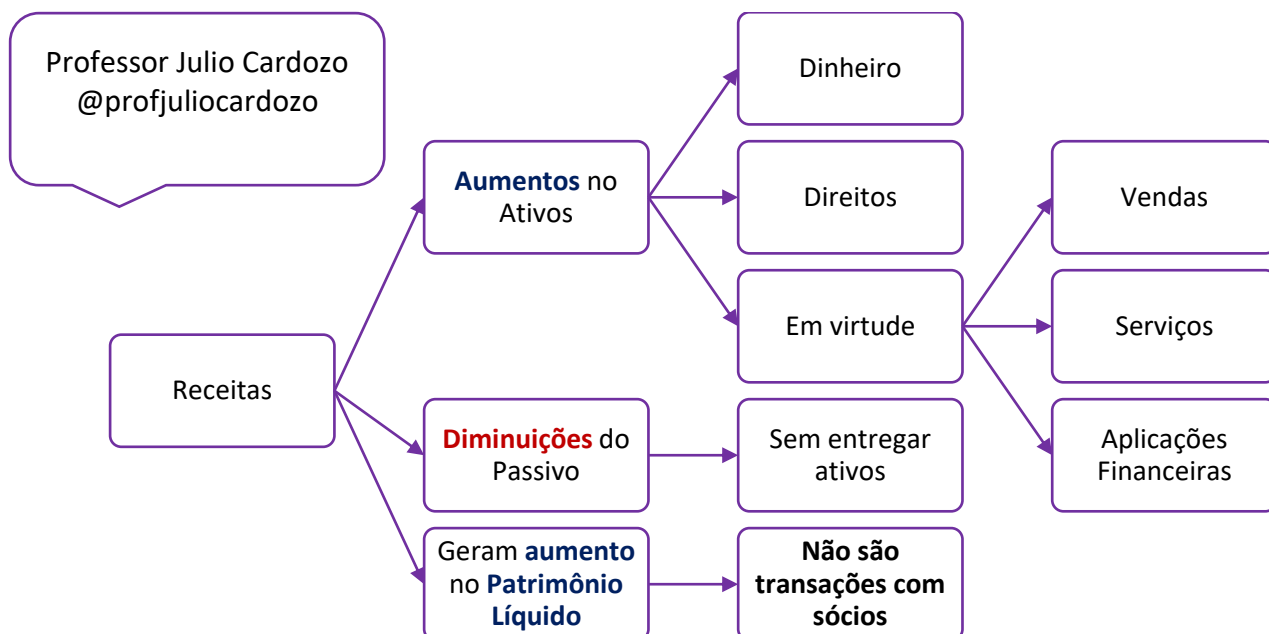 Professor Julio Cardozo
@profjuliocardozo
Receitas
Aumentos no
Ativos
Dinheiro
Direitos
Em virtude
Vendas
Serviços
Aplicações
Financeiras
Diminuições do
Passivo
Sem entregar
ativos
Geram aumento
no Patrimônio
Líquido
Não são
transações com
sócios